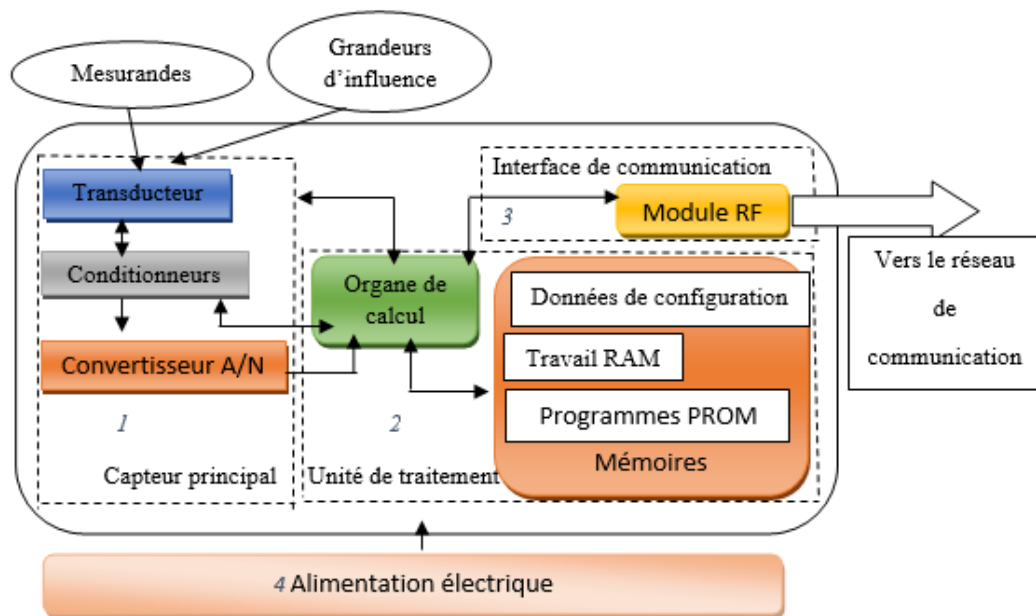 Mesurandes
Grandeurs
d’influence
Transducteur
Conditionneurs
Convertisseur A/N
1
Capteur principal
Interface de communication
3
Module RF
Organe de
calcul
2
Unité de traitement
Données de configuration
Travail RAM
Programmes PROM
Mémoires
Vers le réseau
de
communication
4 Alimentation électrique